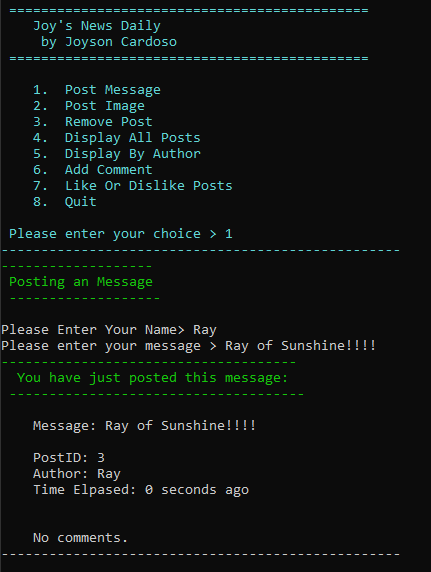 =============================================
Joy's News Daily
by Joyson Cardoso
=============================================
1. Post Message
2. Post Image
3. Remove Post
4. Display All Posts
5. Display By Author
6. Add Comment
7. Like Or Dislike Posts
8. Quit
Please enter your choice > 1
--------------------------------------------------
-------------------
Posting an Message
-------------------
Please Enter Your Name> Ray
Please enter your message > Ray of Sunshine!!!!
-------------------------------------
You have just posted this message:
-------------------------------------
Message: Ray of Sunshine!!!!
PostID: 3
Author: Ray
Time Elpased: 0 seconds ago
No comments.
--------------------------------------------------